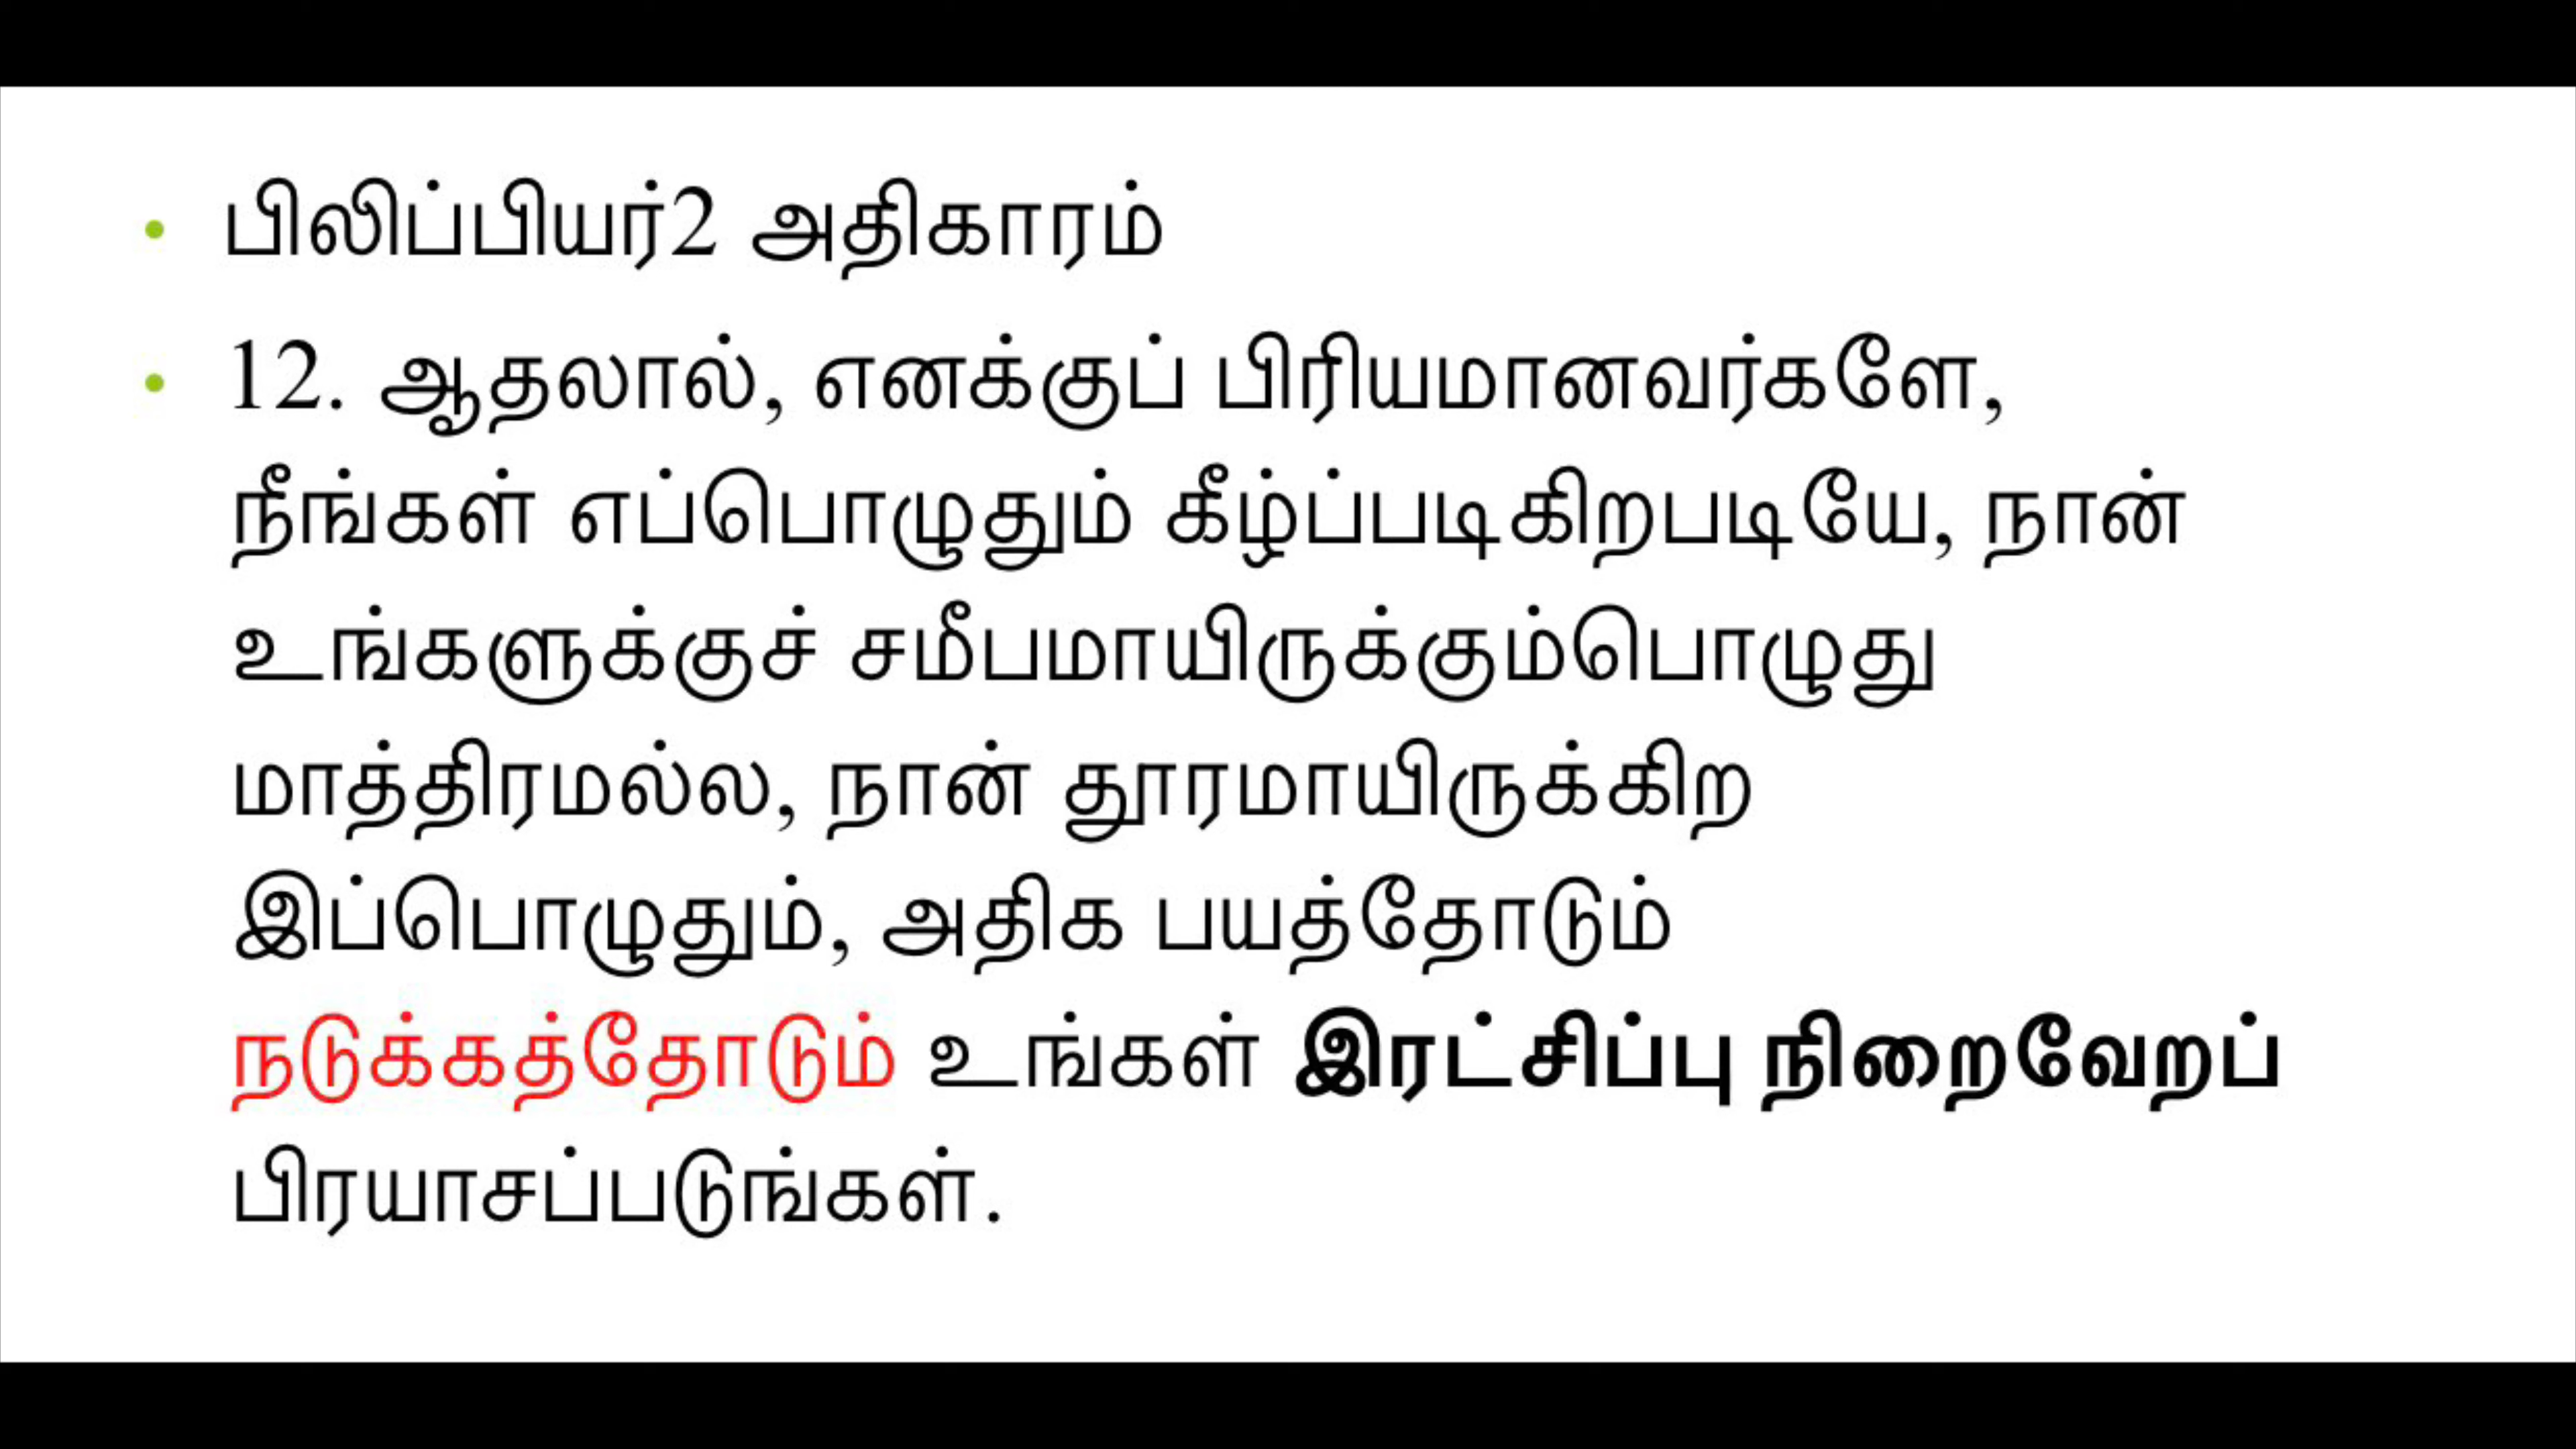 • பிலிப்பியர்2 அதிகாரம்
• 12. ஆதலால், எனக்குப் பிரியமானவர்களே,
நீங்கள் எப்பொழுதும் கீழ்ப்படிகிறபடியே, நான்
உங்களுக்குச் சமீபமாயிருக்கும்பொழுது
மாத்திரமல்ல, நான் தூரமாயிருக்கிற
இப்பொழுதும், அதிக பயத்தோடும்
நடுக்கத்தோடும் உங்கள் இரட்சிப்பு நிறைவேறப்
பிரயாசப்படுங்கள்.